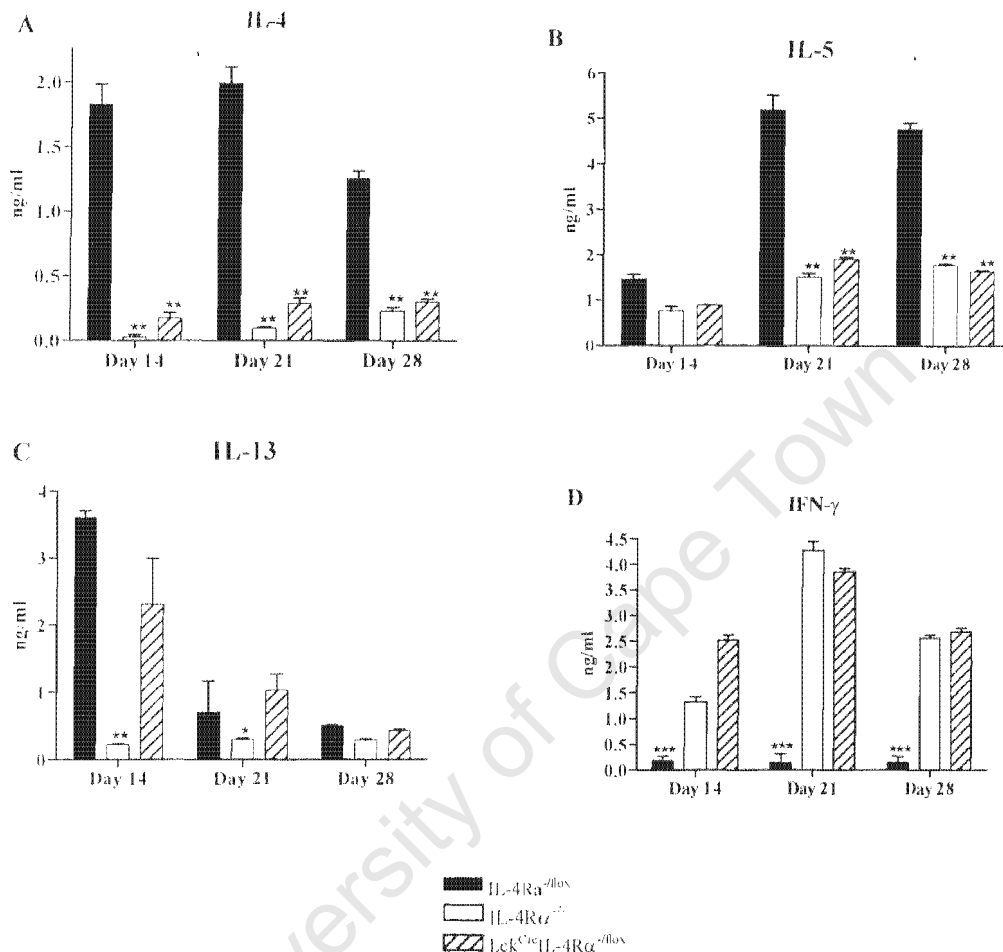 A
IL-4
ng/ml
2.0
1.5
1.0
0.5
0.0
**
**
**
**
**
**
Day 14
Day 21
Day 28
B
IL-5
ng/ml
6
5
4
3
2
1
0
**
**
**
**
Day 14
Day 21
Day 28
C
IL-13
ng/ml
4
3
2
1
0
**
*
Day 14
Day 21
Day 28
D
IFN-γ
ng/ml
4.5
4.0
3.5
3.0
2.5
2.0
1.5
1.0
0.5
0.0
***
***
***
Day 14
Day 21
Day 28
IL-4Ra-/flox
IL-4Rα-/-
LckCreIL-4Rα-/flox
versity of Cape Town